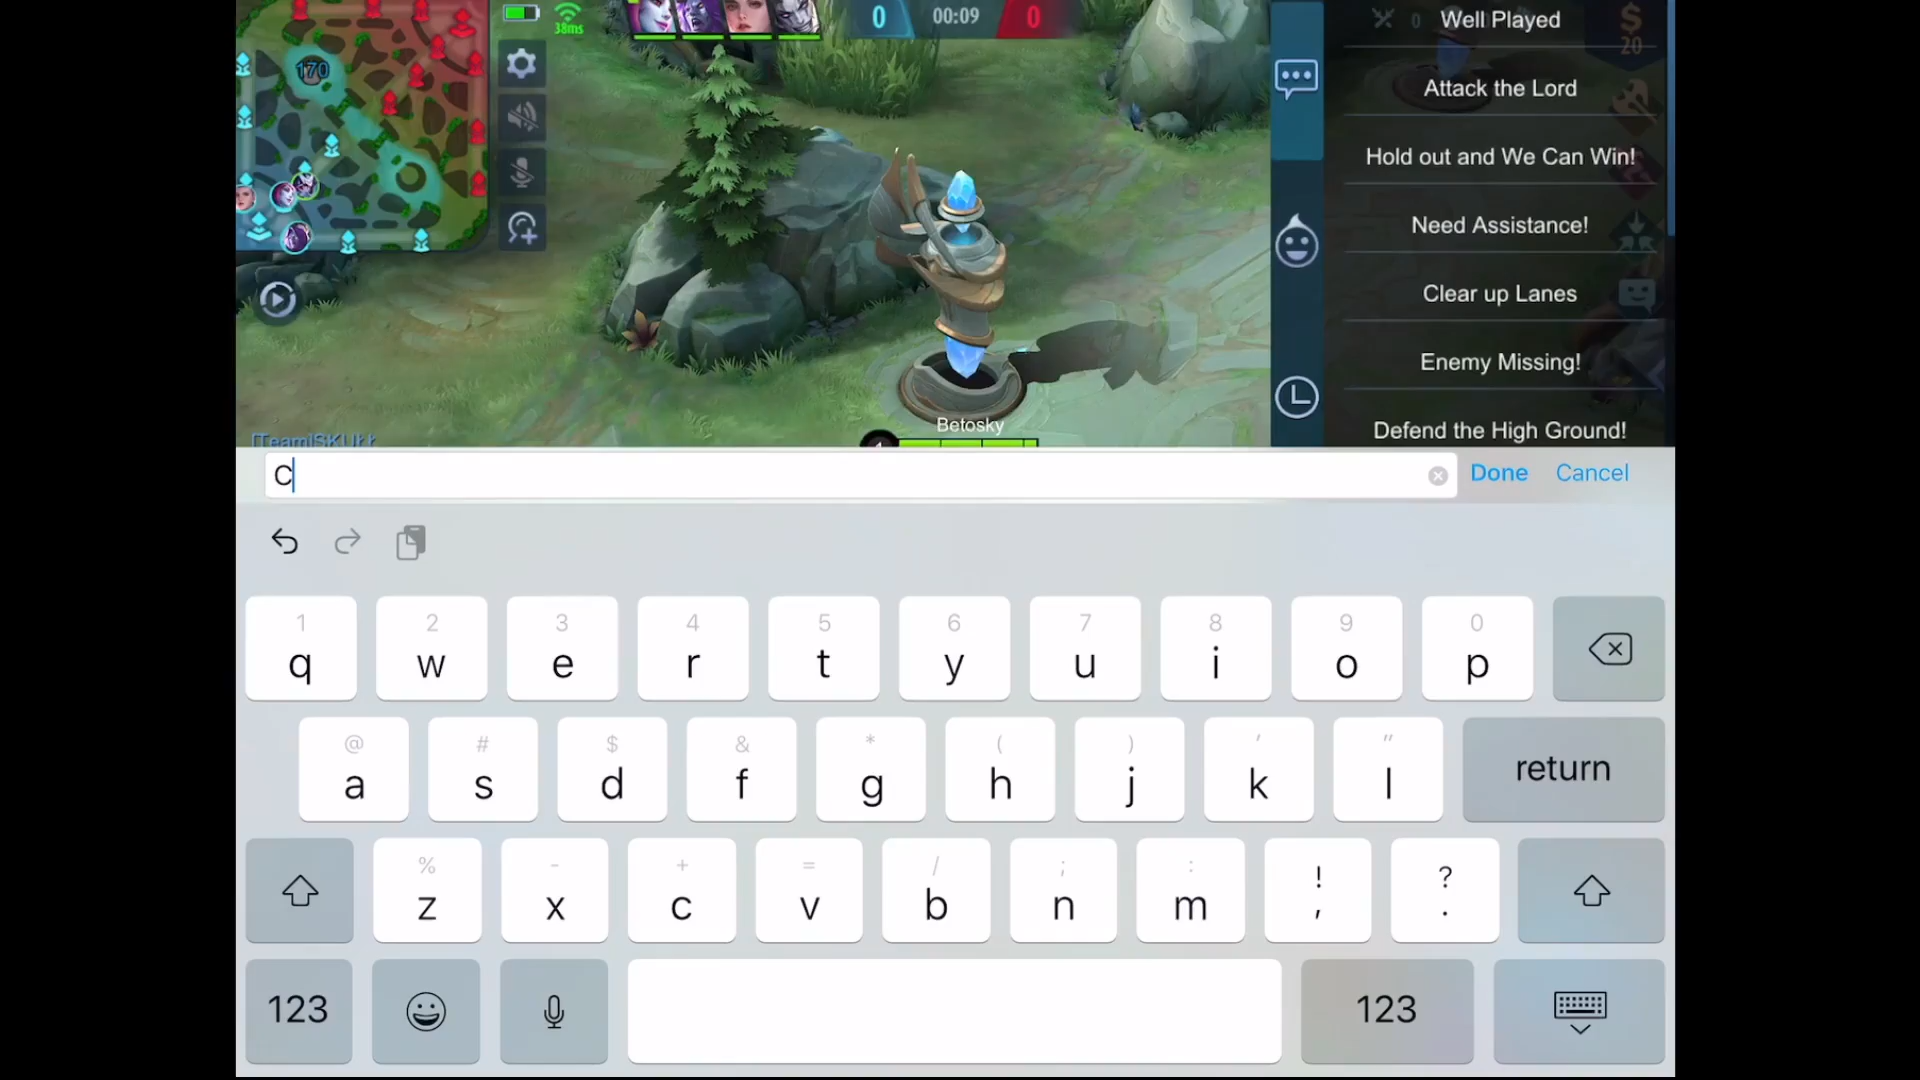 170
38ms
0 00:09 0
0
$
20
Well Played
Attack the Lord
Hold out and We Can Win!
Need Assistance!
Clear up Lanes
Enemy Missing!
Defend the High Ground!
Betosky
C
Done Cancel
1 2 3 4 5 6 7 8 9 0
q w e r t y u i o p
@ # $ & * ( ) ' "
a s d f g h j k l return
% - + = / ; : ! ?
z x c v b n m , .
123 123